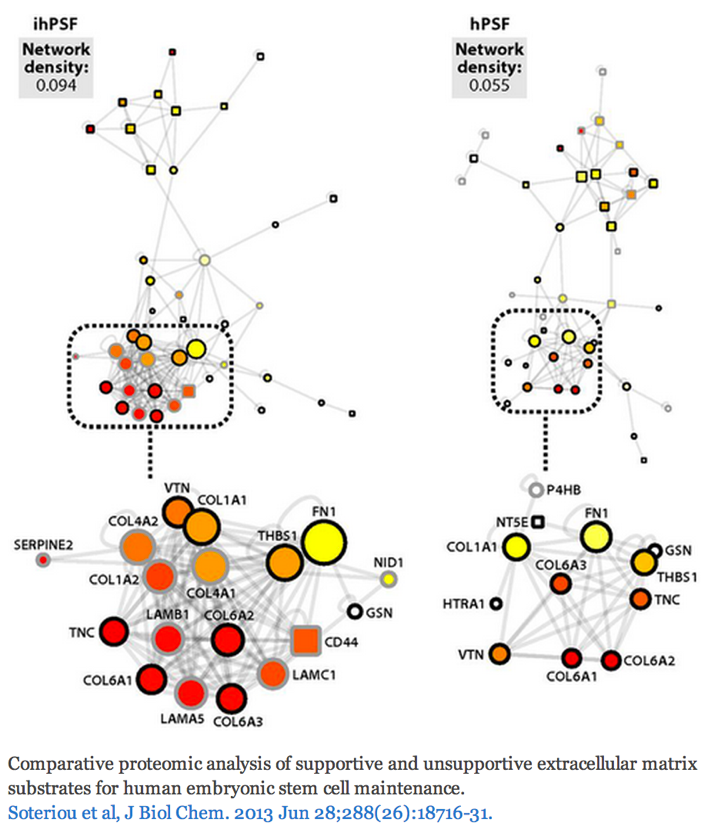 ihPSF
Network
density:
0.094
hPSF
Network
density:
0.055
VTN
COL1A1
COL4A2
FN1
THBS1
SERPINE2
NID1
COL1A2
COL4A1
LAMB1
COL6A2
GSN
TNC
CD44
COL6A1
LAMC1
LAMA5
COL6A3
P4HB
NT5E
FN1
COL1A1
GSN
COL6A3
THBS1
HTRA1
TNC
VTN
COL6A1
COL6A2
Comparative proteomic analysis of supportive and unsupportive extracellular matrix
substrates for human embryonic stem cell maintenance.
Soteriou et al, J Biol Chem. 2013 Jun 28;288(26):18716-31.